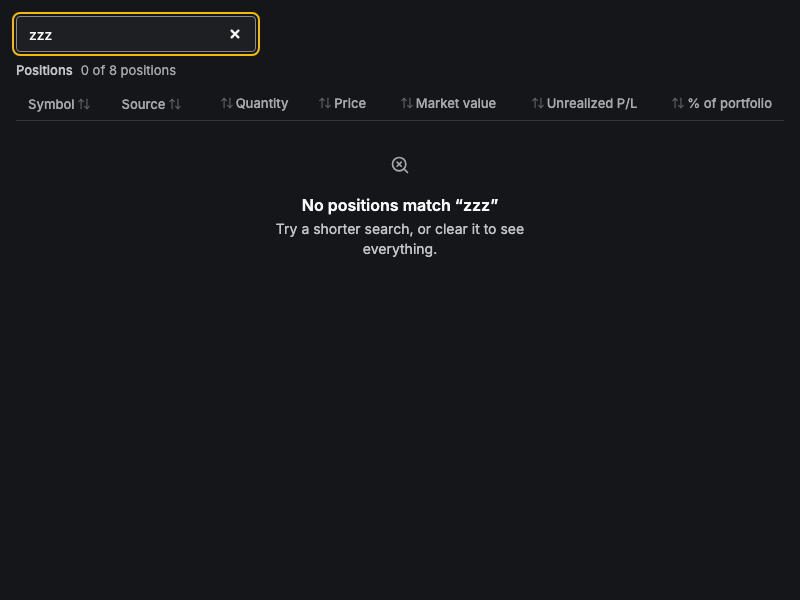 zzz
Positions 0 of 8 positions
Symbol Source Quantity Price Market value Unrealized P/L % of portfolio
No positions match “zzz”
Try a shorter search, or clear it to see
everything.